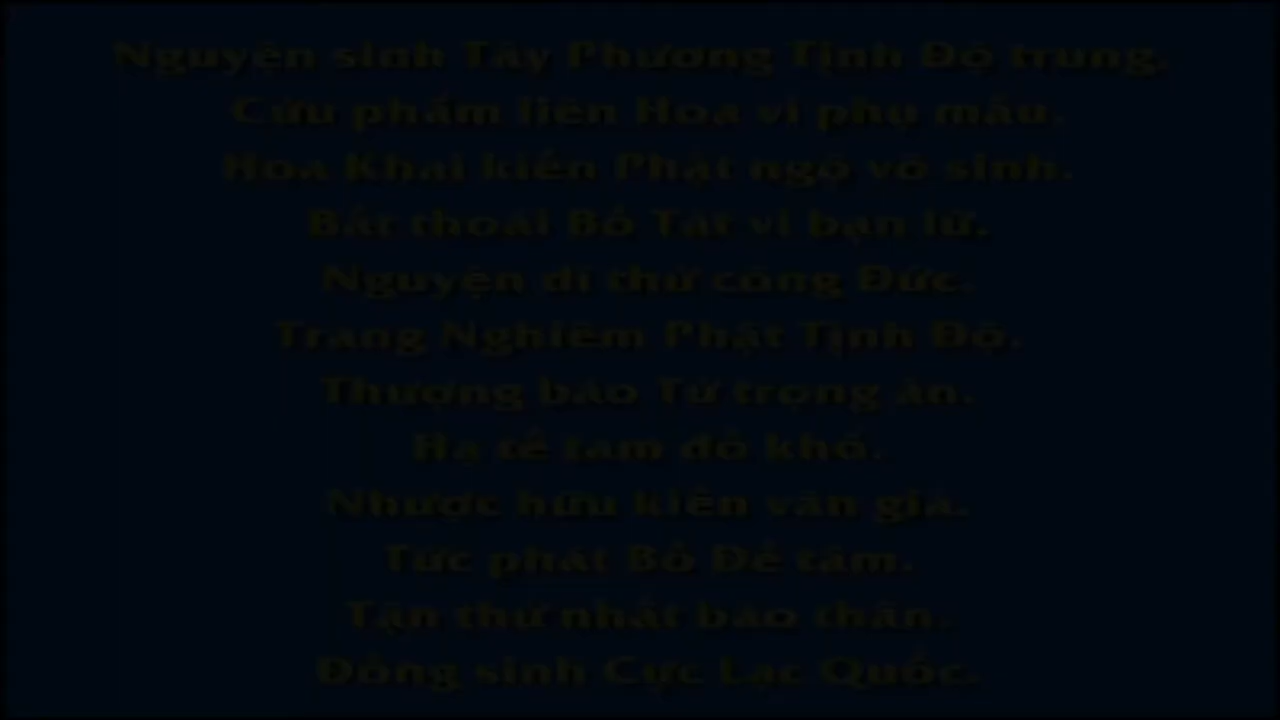 Nguyện sinh Tây Phương Tịnh Độ trung.
Cửu phẩm liên Hoa vi phụ mẫu.
Hoa Khai kiến Phật ngộ vô sinh.
Bất thoái Bồ Tát vi bạn lữ.
Nguyện dĩ thử công Đức.
Trang Nghiêm Phật Tịnh Độ.
Thượng báo Tứ trọng ân.
Hạ tế tam đồ khổ.
Nhược hữu kiến văn giả.
Tức phát Bồ Đề tâm.
Tận thử nhất báo thân.
Đồng sinh Cực Lạc Quốc.